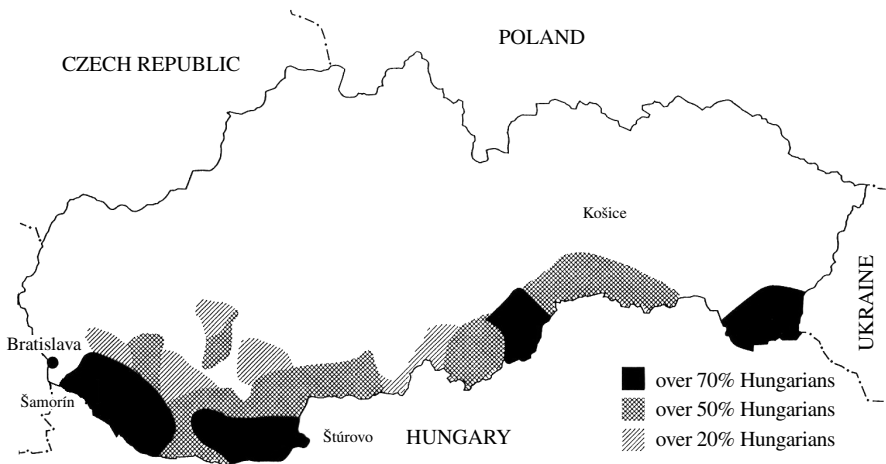 POLAND
CZECH REPUBLIC
Košice
UKRAINE
Bratislava
Šamorín
Štúrovo
HUNGARY
over 70% Hungarians
over 50% Hungarians
over 20% Hungarians